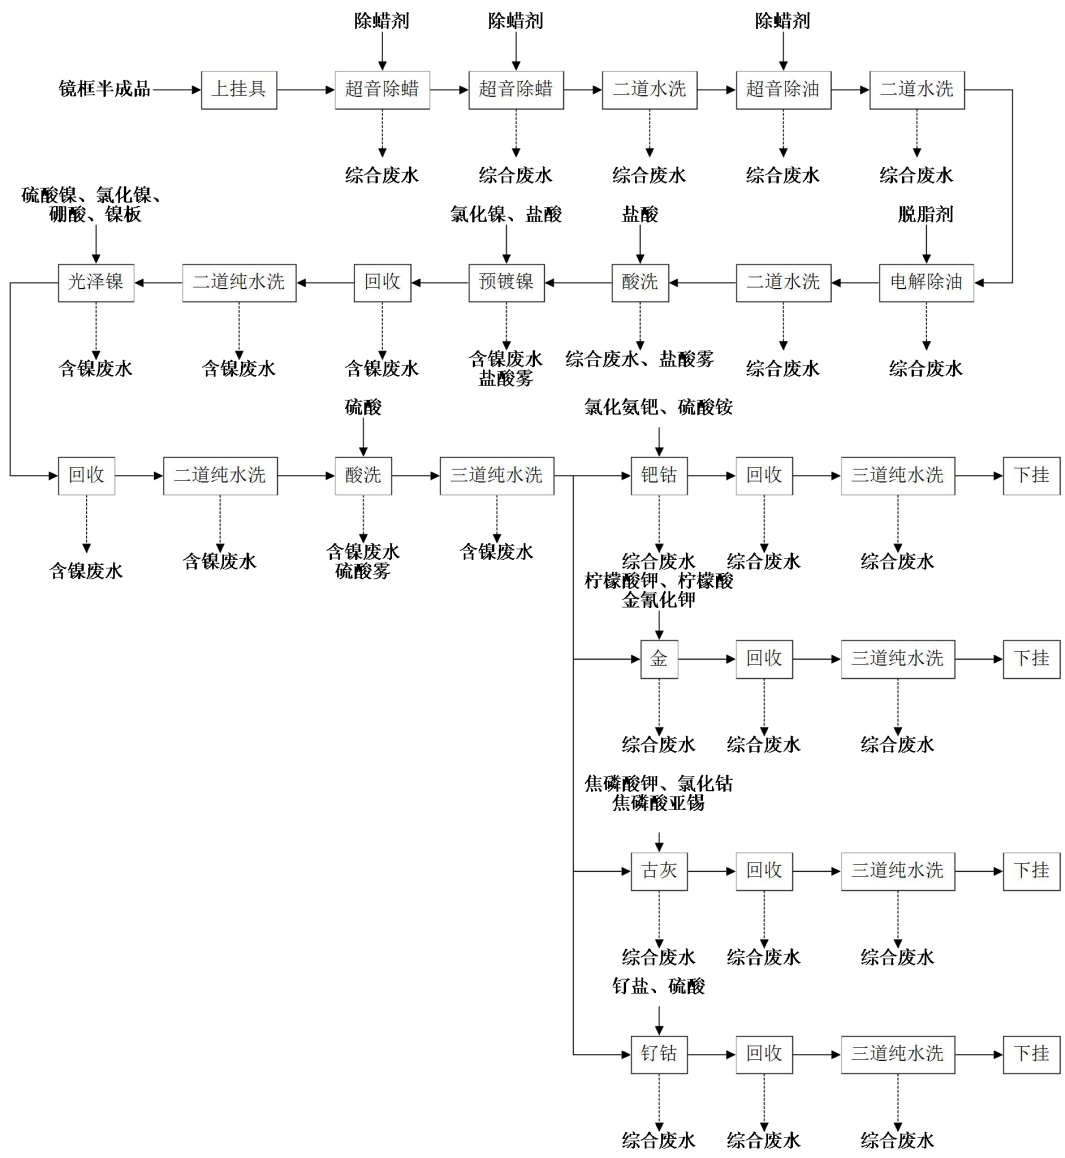 除蜡剂
除蜡剂
除蜡剂
镜框半成品
上挂具
超音除蜡
超音除蜡
二道水洗
超音除油
二道水洗
综合废水
综合废水
综合废水
综合废水
综合废水
硫酸镍、氯化镍、
硼酸、镍板
氯化镍、盐酸
盐酸
脱脂剂
光泽镍
二道纯水洗
回收
预镀镍
酸洗
二道水洗
电解除油
含镍废水
含镍废水
含镍废水
含镍废水
盐酸雾
综合废水、盐酸雾
综合废水
综合废水
硫酸
氯化氨钯、硫酸铵
回收
二道纯水洗
酸洗
三道纯水洗
钯钴
回收
三道纯水洗
下挂
含镍废水
含镍废水
含镍废水
硫酸雾
含镍废水
综合废水
综合废水
综合废水
柠檬酸钾、柠檬酸
金氰化钾
金
回收
三道纯水洗
下挂
综合废水
综合废水
综合废水
焦磷酸钾、氯化钴
焦磷酸亚锡
古灰
回收
三道纯水洗
下挂
综合废水
综合废水
综合废水
钌盐、硫酸
钌钴
回收
三道纯水洗
下挂
综合废水
综合废水
综合废水